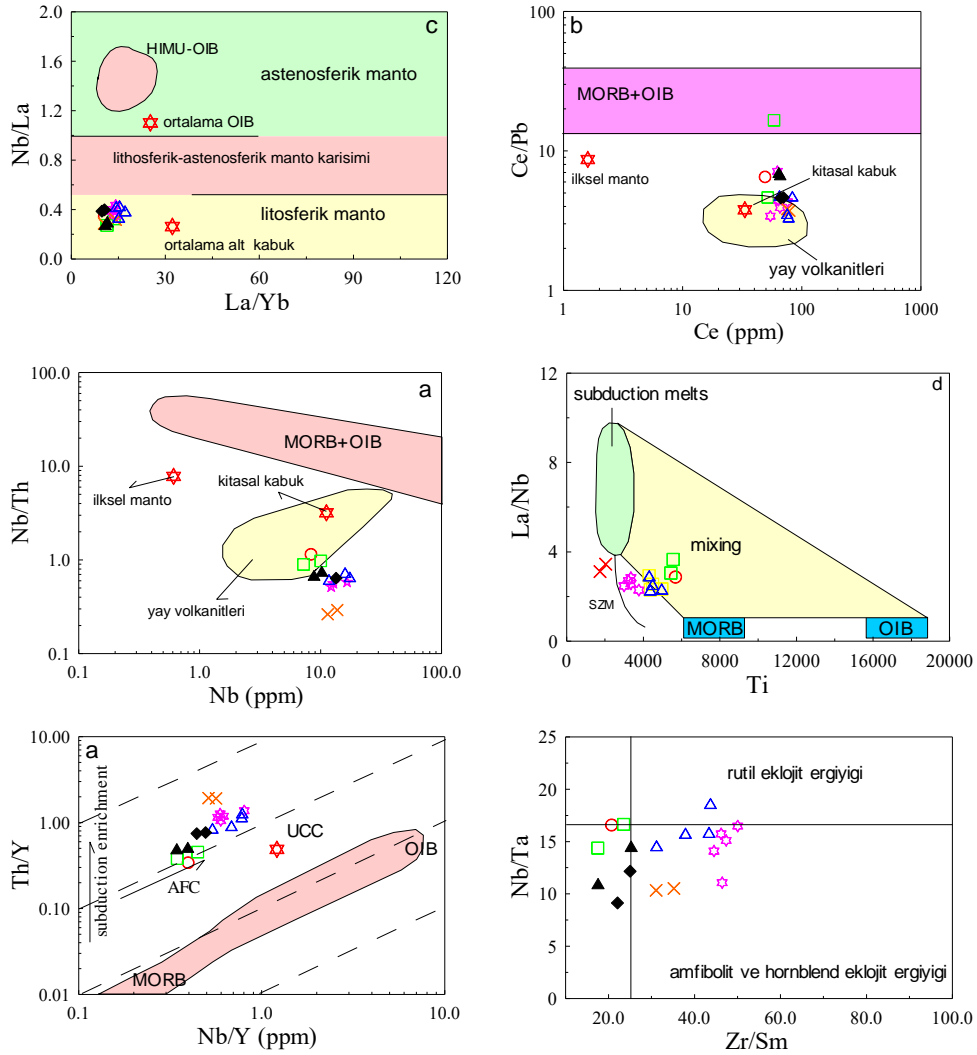 c
HIMU-OIB
astenosferik manto
ortalama OIB
lithosferik-astenosferik manto karisimi
litosferik manto
ortalama alt kabuk
Nb/La
2.0
1.6
1.2
0.8
0.4
0.0
0 30 60 90 120
La/Yb
b
MORB+OIB
ilksel manto
kitasal kabuk
yay volkanitleri
Ce/Pb
100
10
1
1 10 100 1000
Ce (ppm)
a
MORB+OIB
ilksel manto
kitasal kabuk
yay volkanitleri
Nb/Th
100.0
10.0
1.0
0.1
0.1 1.0 10.0 100.0
Nb (ppm)
d
subduction melts
mixing
SZM
MORB
OIB
La/Nb
12
8
4
0
0 4000 8000 12000 16000 20000
Ti
a
subduction enrichment
AFC
UCC
OIB
MORB
Th/Y
10.00
1.00
0.10
0.01
1.0 10.0
Nb/Y (ppm)
rutil eklojit ergiyigi
amfibolit ve hornblend eklojit ergiyigi
Nb/Ta
25
20
15
10
5
0
20.0 40.0 60.0 80.0 100.0
Zr/Sm